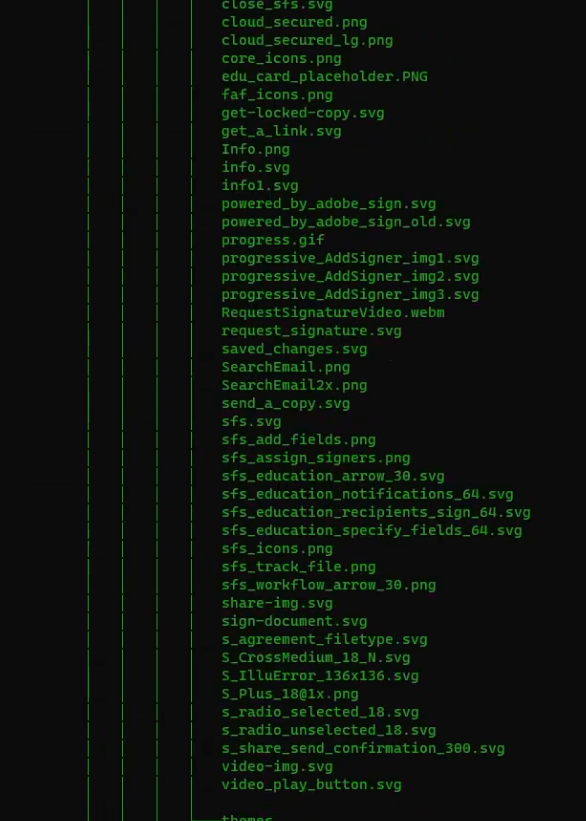 close_sfs.svg
cloud_secured.png
cloud_secured_lg.png
core_icons.png
edu_card_placeholder.PNG
faf_icons.png
get-locked-copy.svg
get_a_link.svg
Info.png
info.svg
info1.svg
powered_by_adobe_sign.svg
powered_by_adobe_sign_old.svg
progress.gif
progressive_AddSigner_img1.svg
progressive_AddSigner_img2.svg
progressive_AddSigner_img3.svg
RequestSignatureVideo.webm
request_signature.svg
saved_changes.svg
SearchEmail.png
SearchEmail2x.png
send_a_copy.svg
sfs.svg
sfs_add_fields.png
sfs_assign_signers.png
sfs_education_arrow_30.svg
sfs_education_notifications_64.svg
sfs_education_recipients_sign_64.svg
sfs_education_specify_fields_64.svg
sfs_icons.png
sfs_track_file.png
sfs_workflow_arrow_30.png
share-img.svg
sign-document.svg
s_agreement_filetype.svg
S_CrossMedium_18_N.svg
S_IlluError_136x136.svg
S_Plus_18@1x.png
s_radio_selected_18.svg
s_radio_unselected_18.svg
s_share_send_confirmation_300.svg
video-img.svg
video_play_button.svg
themes